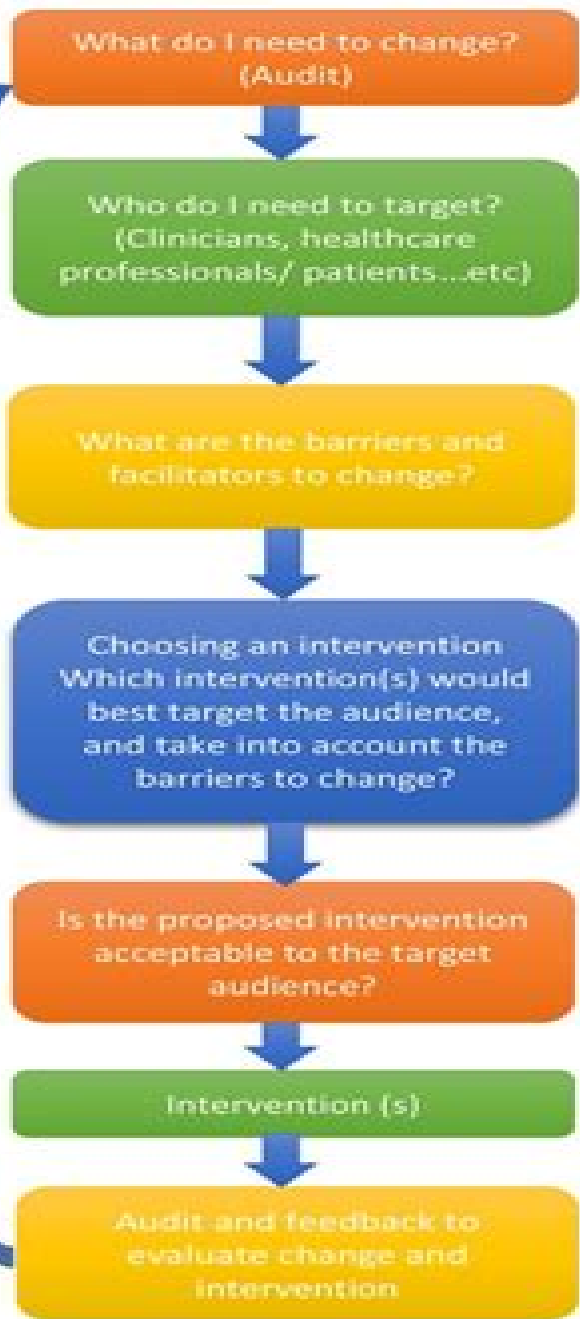 What do I need to change?
(Audit)
Who do I need to target?
(Clinicians, healthcare
professionals/ patients...etc)
What are the barriers and
facilitators to change?
Choosing an intervention
Which intervention(s) would
best target the audience,
and take into account the
barriers to change?
Is the proposed intervention
acceptable to the target
audience?
Intervention (s)
Audit and feedback to
evaluate change and
intervention